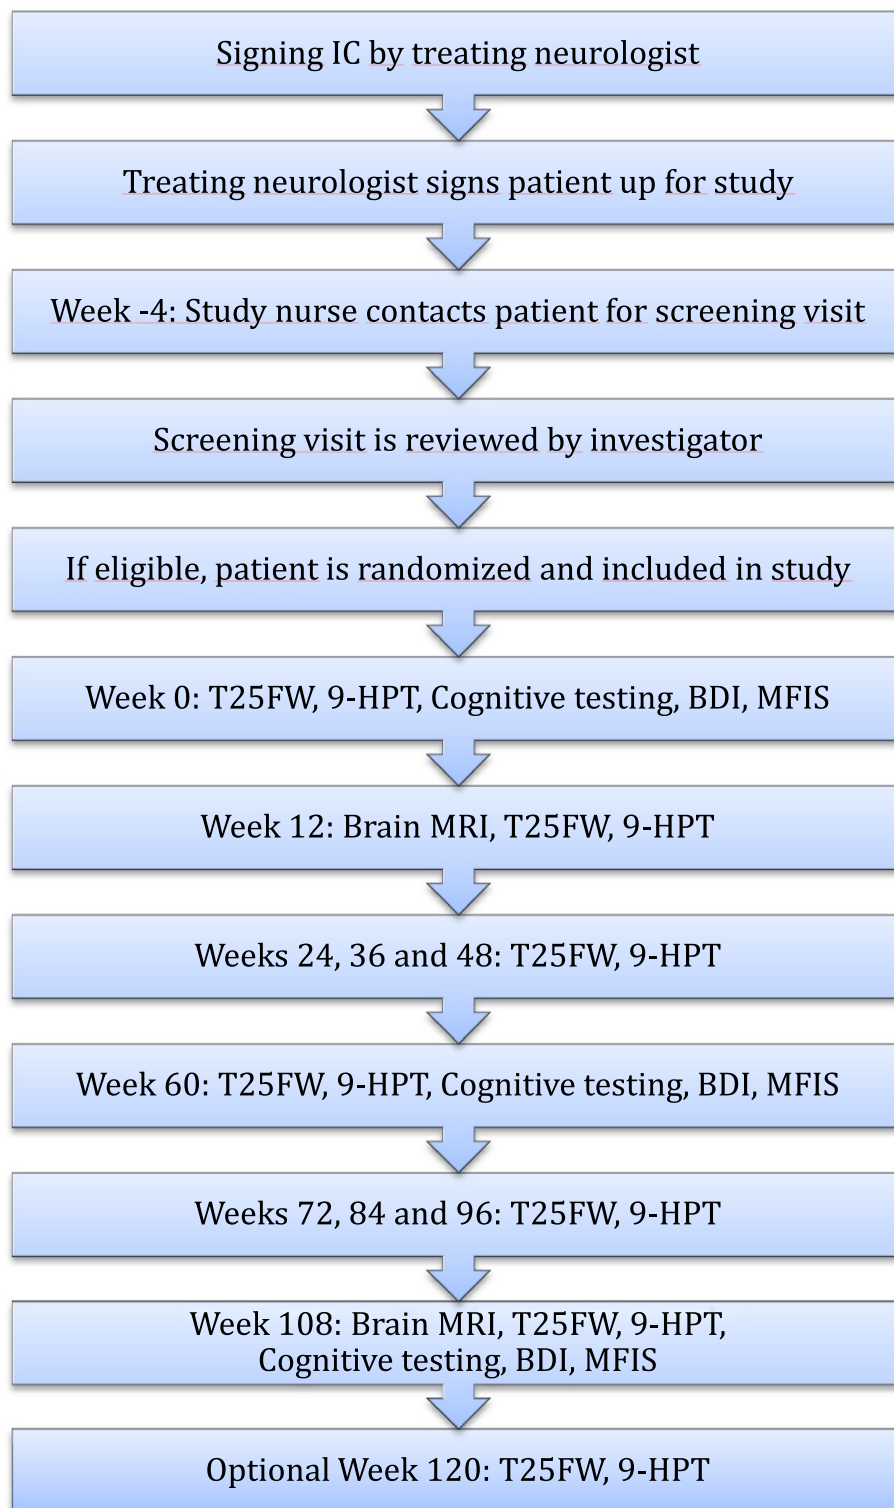 Signing IC by treating neurologist
Treating neurologist signs patient up for study
Week -4: Study nurse contacts patient for screening visit
Screening visit is reviewed by investigator
If eligible, patient is randomized and included in study
Week 0: T25FW, 9-HPT, Cognitive testing, BDI, MFIS
Week 12: Brain MRI, T25FW, 9-HPT
Weeks 24, 36 and 48: T25FW, 9-HPT
Week 60: T25FW, 9-HPT, Cognitive testing, BDI, MFIS
Weeks 72, 84 and 96: T25FW, 9-HPT
Week 108: Brain MRI, T25FW, 9-HPT,
Cognitive testing, BDI, MFIS
Optional Week 120: T25FW, 9-HPT